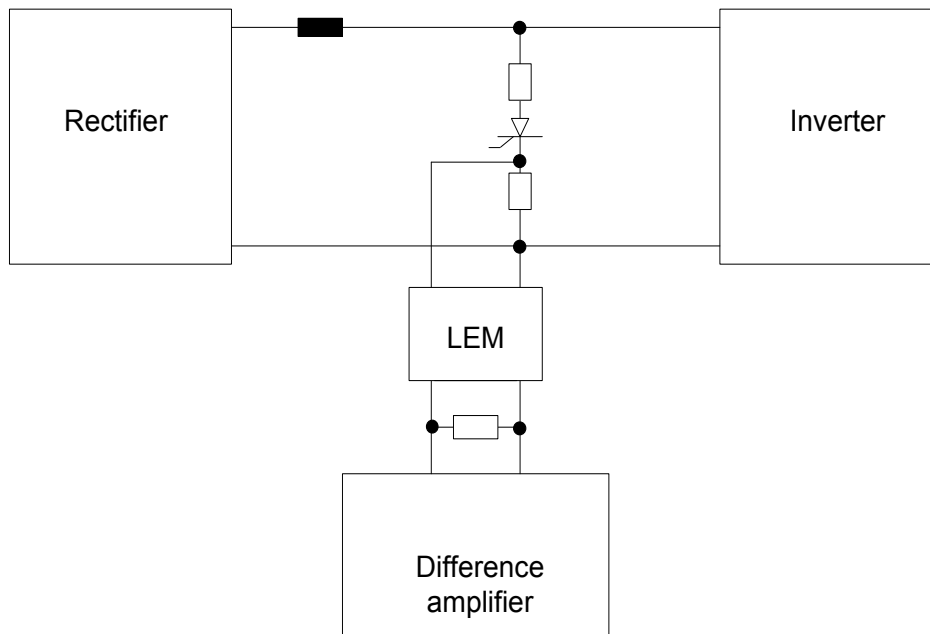 Rectifier
Inverter
LEM
Difference
amplifier